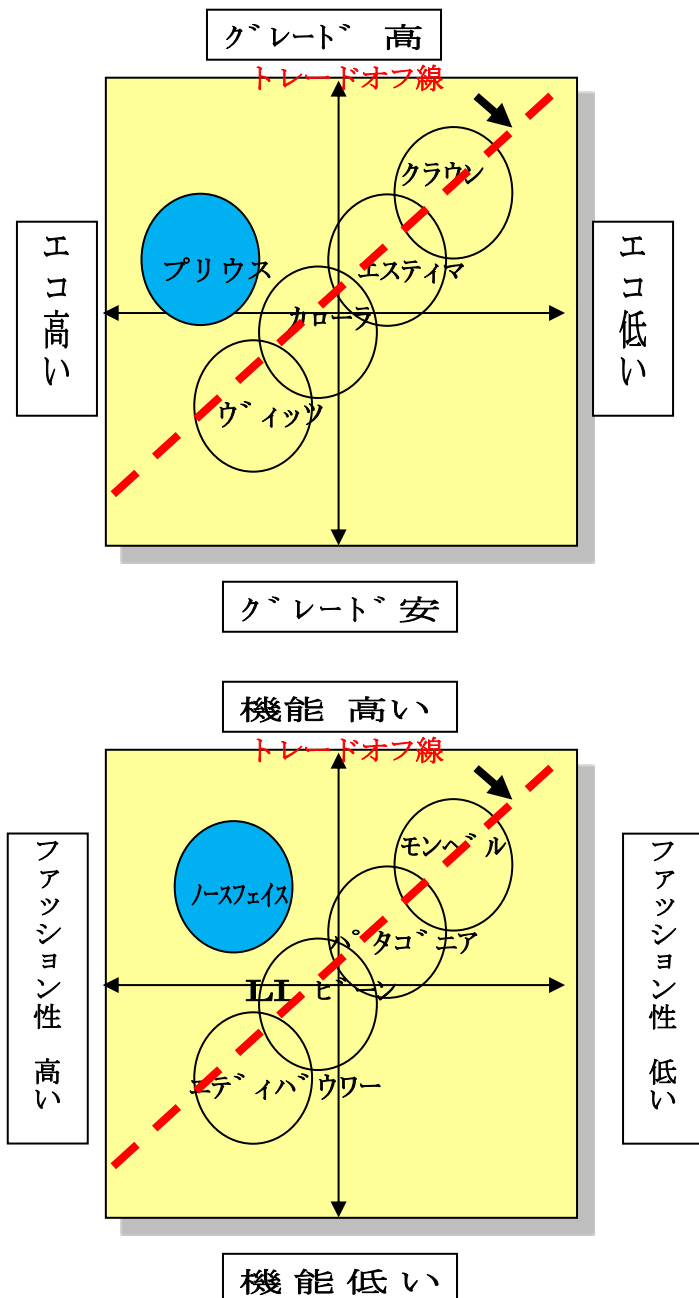 グレード 高
トレードオフ線
クラウン
エコ高い
エコ低い
プリウス
エスティマ
カローラ
ヴィッツ
グレード安
機能 高い
トレードオフ線
モンベル
ファッション性 高い
ファッション性 低い
ノースフェイス
パタゴニア
LL ビーン
エディバウワー
機能低い